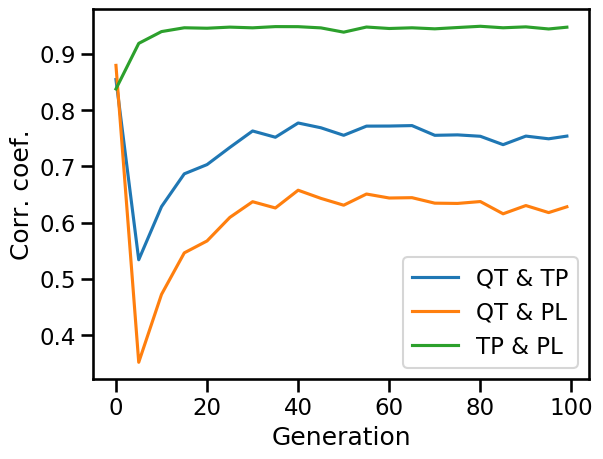 Corr. coef.
0.9
0.8
0.7
0.6
0.5
0.4
QT & TP
QT & PL
TP & PL
0 20 40 60 80 100
Generation